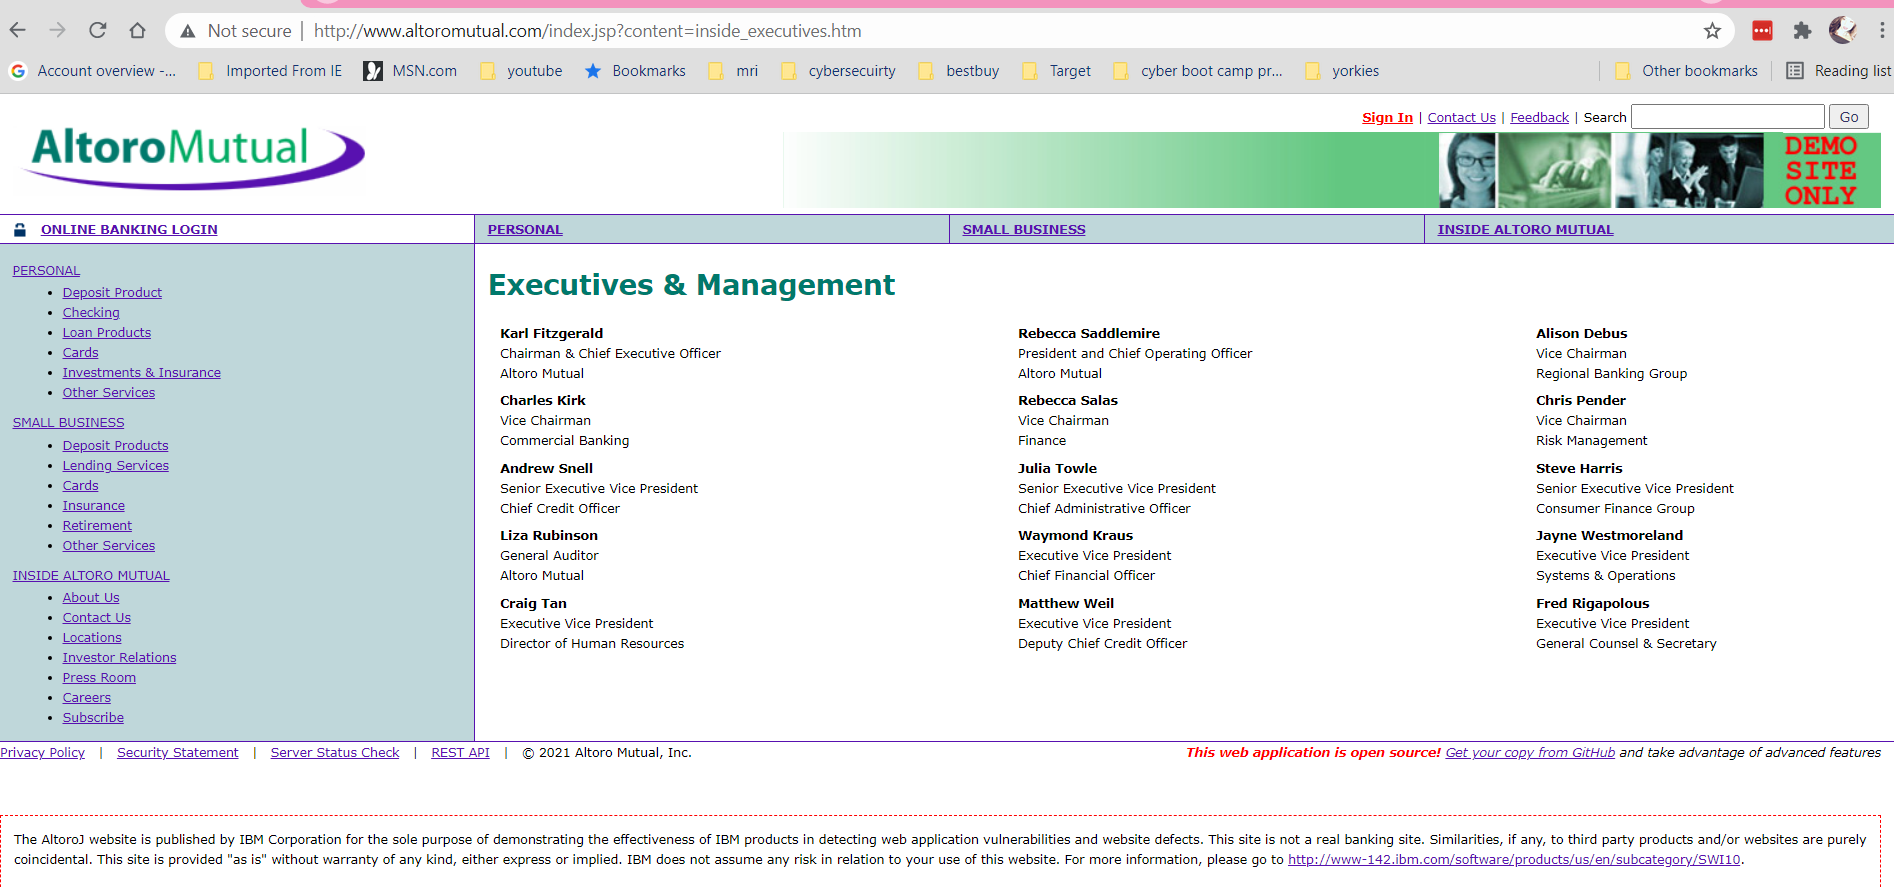 Not secure | http://www.altoromutual.com/index.jsp?content=inside_executives.htm
Account overview -... Imported From IE MSN.com youtube Bookmarks mri cybersecuirty bestbuy Target cyber boot camp pr... yorkies Other bookmarks Reading list
Sign In | Contact Us | Feedback | Search Go
AltoroMutual
DEMO
SITE
ONLY
ONLINE BANKING LOGIN
PERSONAL
SMALL BUSINESS
INSIDE ALTORO MUTUAL
PERSONAL
Deposit Product
Checking
Loan Products
Cards
Investments & Insurance
Other Services
SMALL BUSINESS
Deposit Products
Lending Services
Cards
Insurance
Retirement
Other Services
INSIDE ALTORO MUTUAL
About Us
Contact Us
Locations
Investor Relations
Press Room
Careers
Subscribe
Executives & Management
Karl Fitzgerald
Chairman & Chief Executive Officer
Altoro Mutual
Rebecca Saddlemire
President and Chief Operating Officer
Altoro Mutual
Alison Debus
Vice Chairman
Regional Banking Group
Charles Kirk
Vice Chairman
Commercial Banking
Rebecca Salas
Vice Chairman
Finance
Chris Pender
Vice Chairman
Risk Management
Andrew Snell
Senior Executive Vice President
Chief Credit Officer
Julia Towle
Senior Executive Vice President
Chief Administrative Officer
Steve Harris
Senior Executive Vice President
Consumer Finance Group
Liza Rubinson
General Auditor
Altoro Mutual
Waymond Kraus
Executive Vice President
Chief Financial Officer
Jayne Westmoreland
Executive Vice President
Systems & Operations
Craig Tan
Executive Vice President
Director of Human Resources
Matthew Weil
Executive Vice President
Deputy Chief Credit Officer
Fred Rigapolous
Executive Vice President
General Counsel & Secretary
Privacy Policy | Security Statement | Server Status Check | REST API | © 2021 Altoro Mutual, Inc.
This web application is open source! Get your copy from GitHub and take advantage of advanced features
The AltoroJ website is published by IBM Corporation for the sole purpose of demonstrating the effectiveness of IBM products in detecting web application vulnerabilities and website defects. This site is not a real banking site. Similarities, if any, to third party products and/or websites are purely
coincidental. This site is provided "as is" without warranty of any kind, either express or implied. IBM does not assume any risk in relation to your use of this website. For more information, please go to http://www-142.ibm.com/software/products/us/en/subcategory/SWI10.